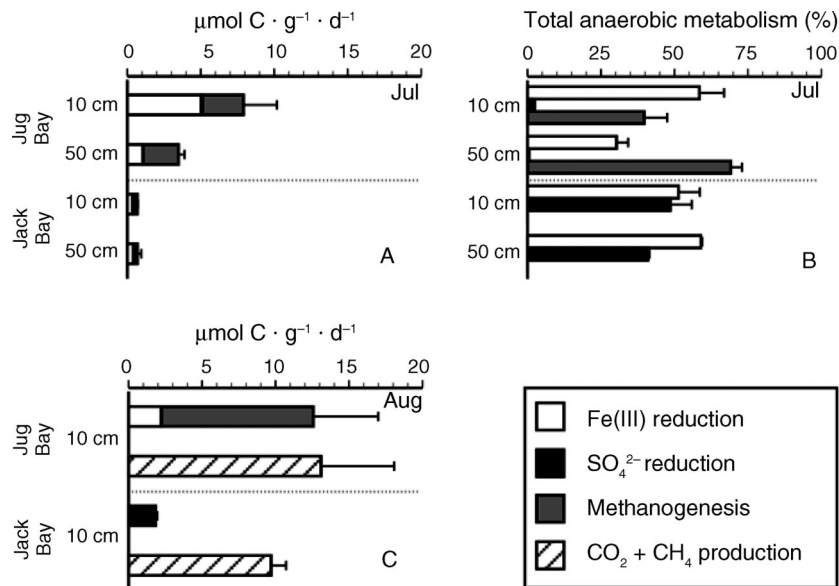 μmol C · g⁻¹ · d⁻¹
0 5 10 15 20
Jul
Jug Bay
10 cm
50 cm
Jack Bay
10 cm
50 cm
A
Total anaerobic metabolism (%)
0 25 50 75 100
Jul
10 cm
50 cm
10 cm
50 cm
B
μmol C · g⁻¹ · d⁻¹
0 5 10 15 20
Aug
Jug Bay
10 cm
Jack Bay
10 cm
C
Fe(III) reduction
SO₄²⁻ reduction
Methanogenesis
CO₂ + CH₄ production